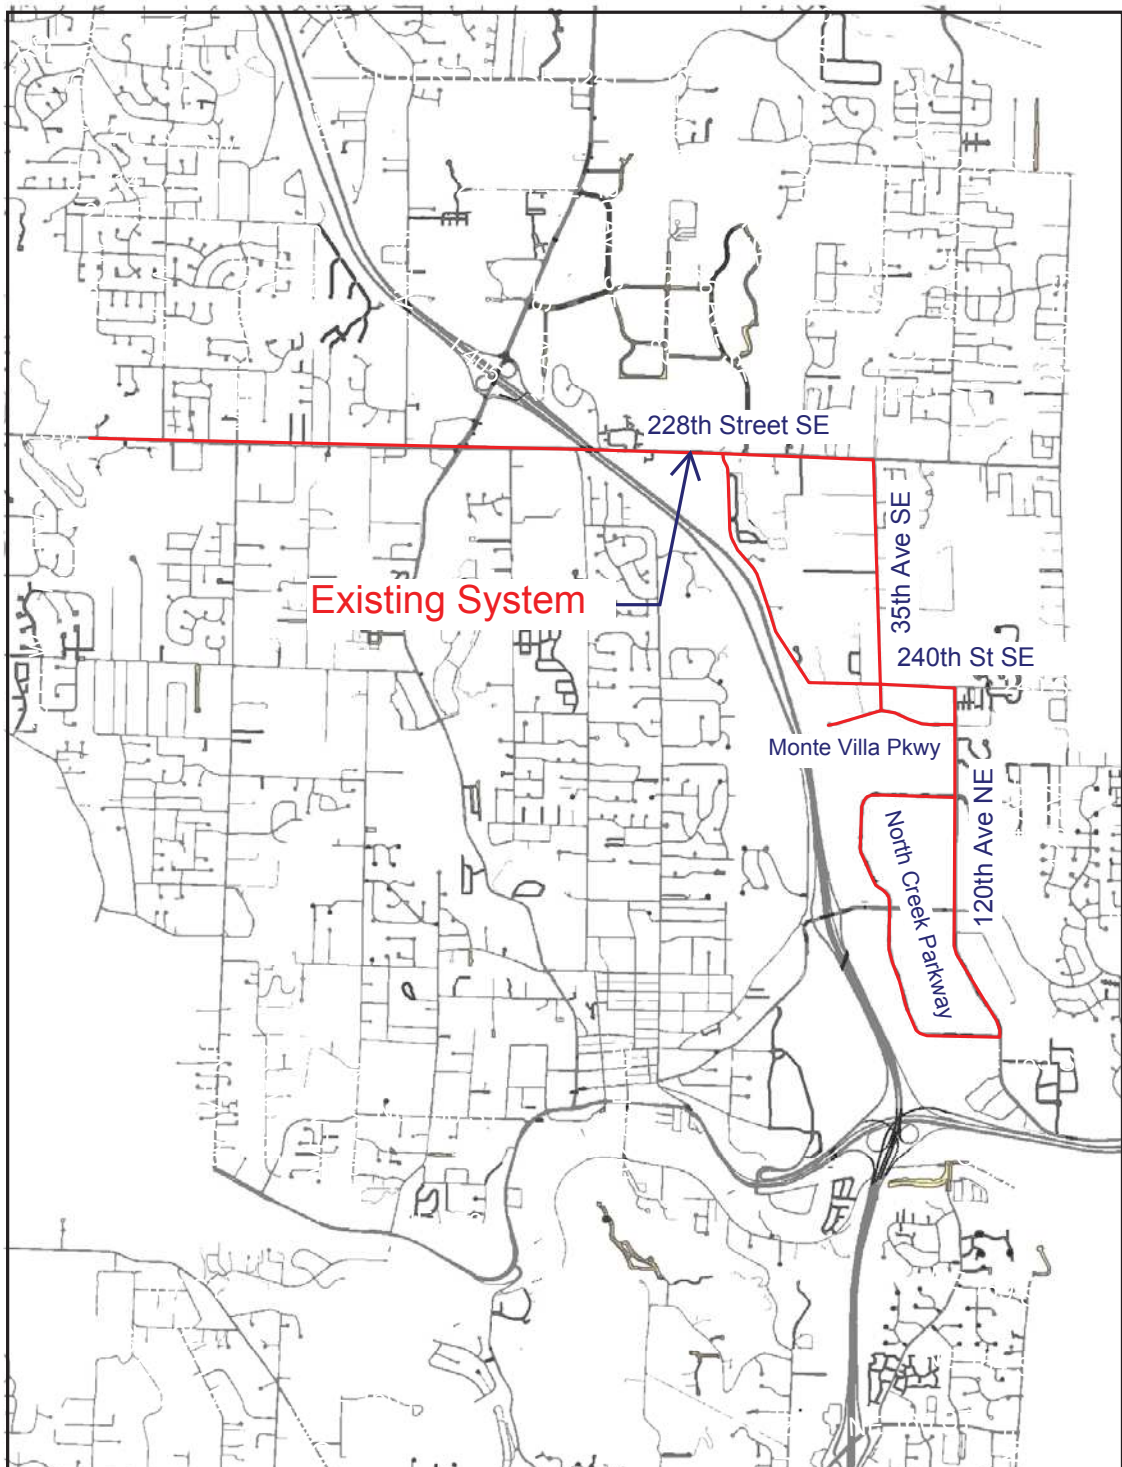 I-405
228th Street SE
Existing System
35th Ave SE
240th St SE
Monte Villa Pkwy
120th Ave NE
North Creek Parkway